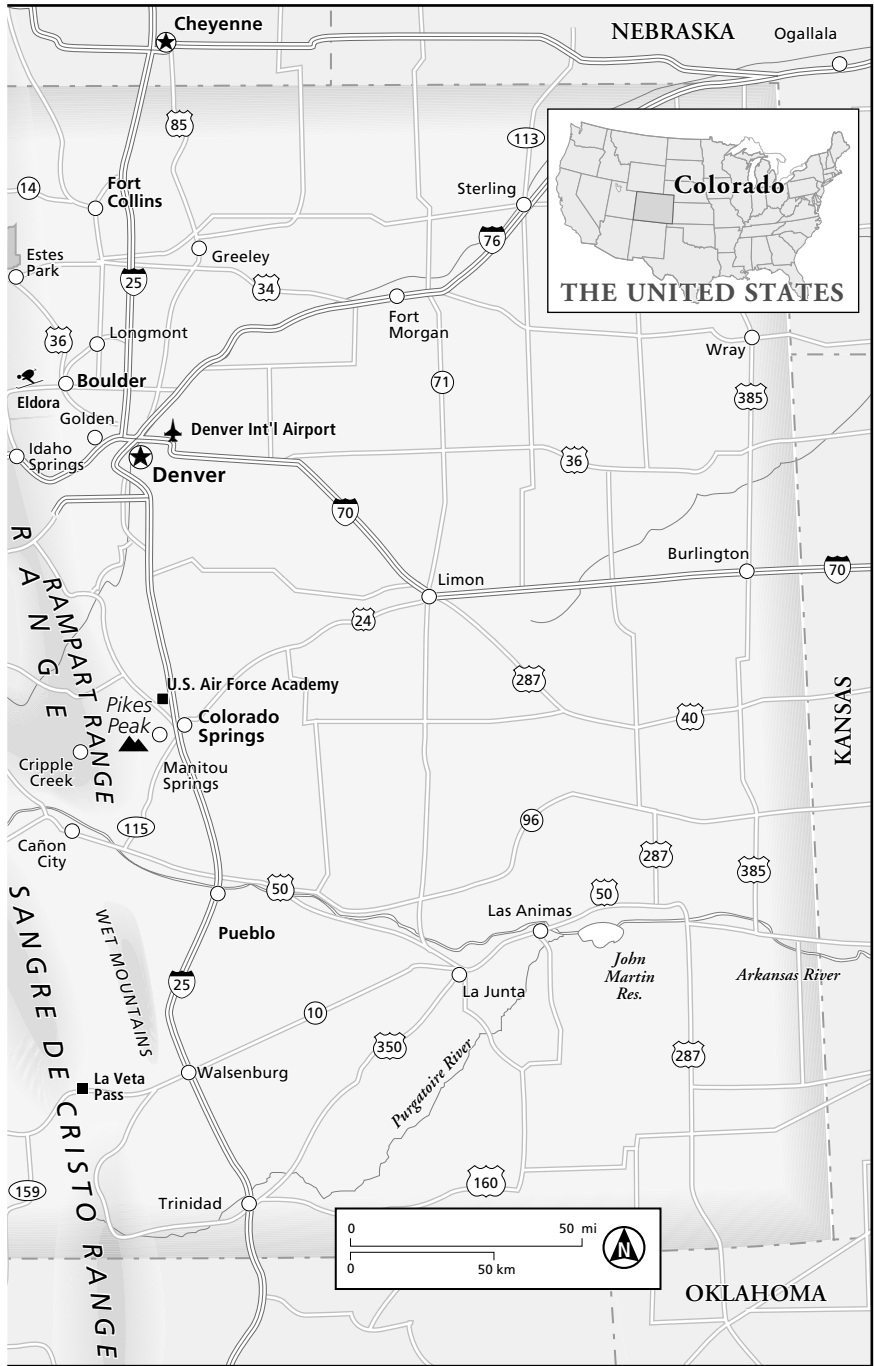 Cheyenne
NEBRASKA
Ogallala
85
113
14
Fort
Collins
Sterling
Colorado
THE UNITED STATES
76
Estes
Park
Greeley
25
34
36
Longmont
Fort
Morgan
Wray
Boulder
71
385
Eldora
Golden
Denver Int'l Airport
Idaho
Springs
36
Denver
70
Burlington
70
Limon
24
RANGE
RAMPART RANGE
U.S. Air Force Academy
287
Pikes
Peak
Colorado
Springs
40
KANSAS
Cripple
Creek
Manitou
Springs
115
96
Cañon
City
287
385
50
50
SANGRE DE CRISTO RANGE
WET MOUNTAINS
Las Animas
Pueblo
John
Martin
Res.
Arkansas River
25
La Junta
10
350
287
Purgatoire River
La Veta
Pass
Walsenburg
159
160
Trinidad
0
50 mi
0
50 km
N
OKLAHOMA